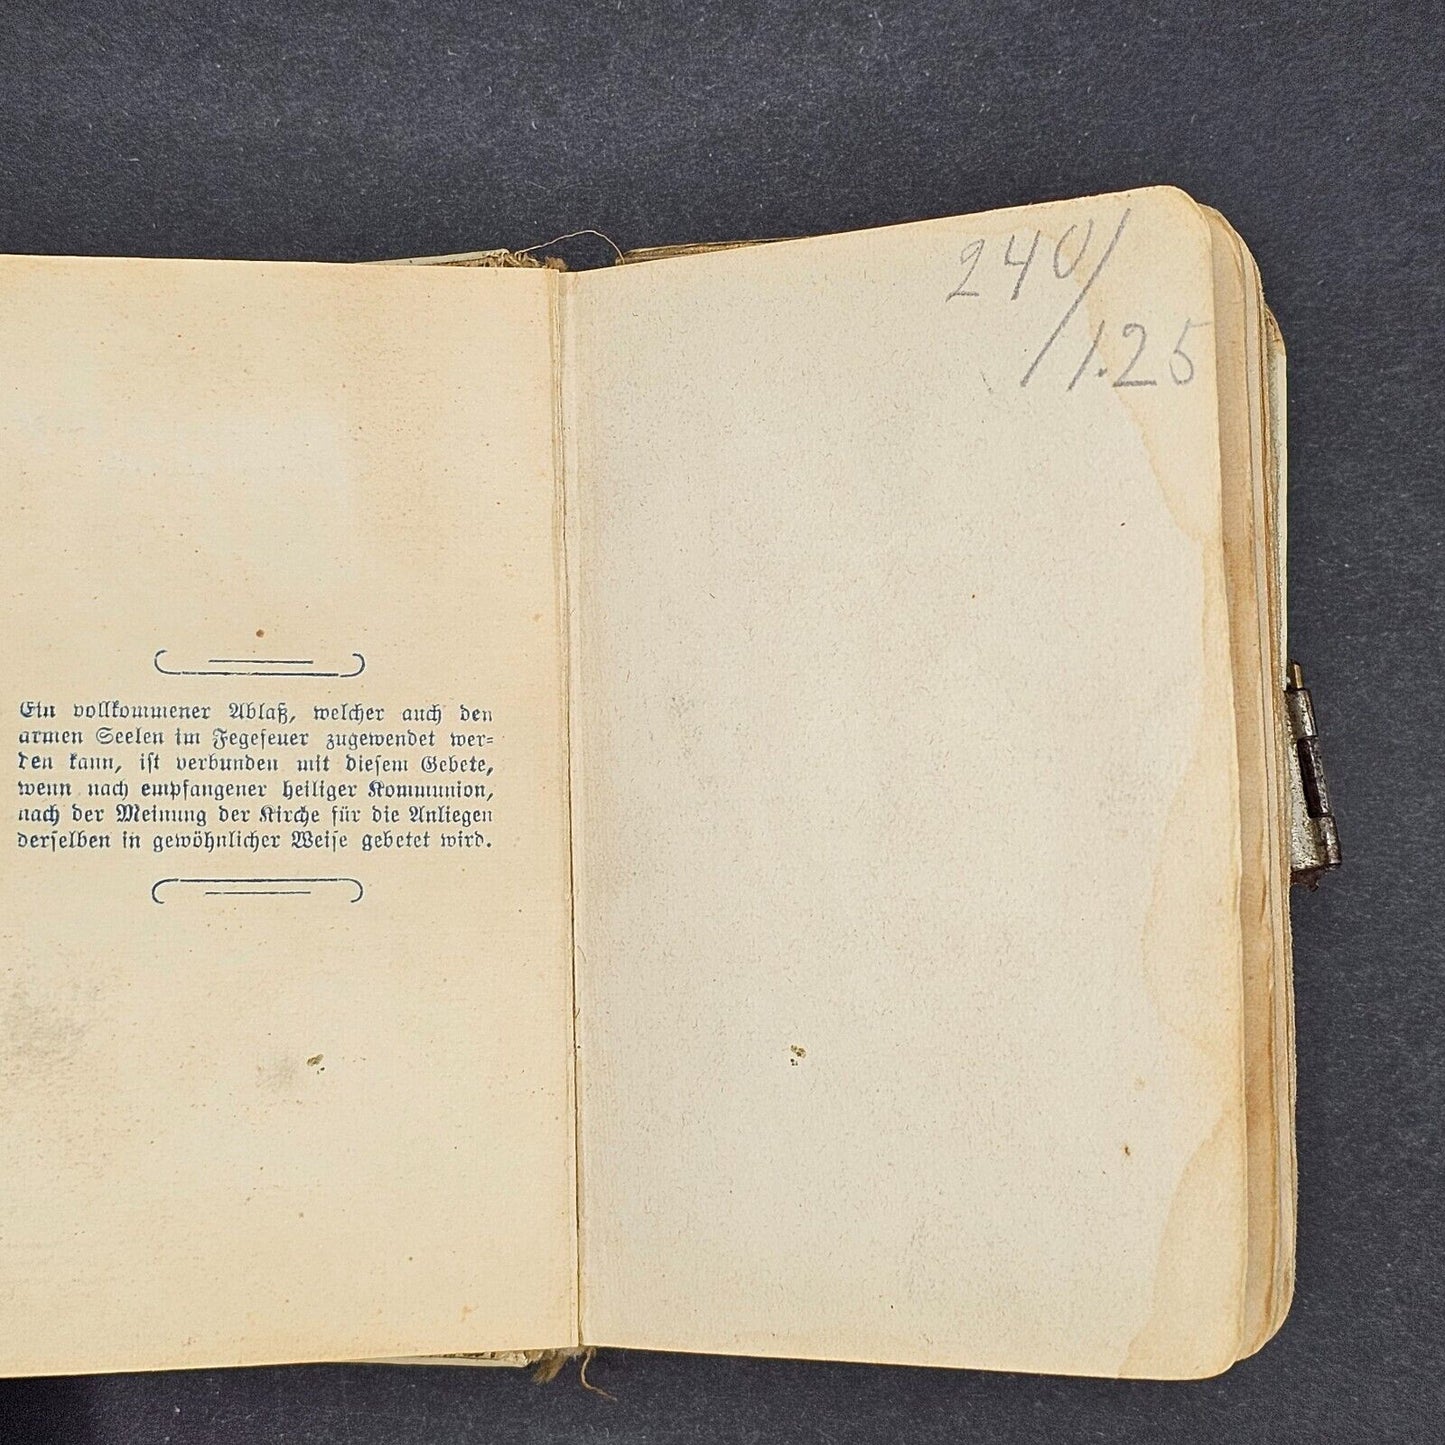 Ein vollkommener Ablaß, welcher auch den
armen Seelen im Fegefeuer zugewendet wer=
den kann, ist verbunden mit diesem Gebete,
wenn nach empfangener heiliger Kommunion,
nach der Meinung der Kirche für die Anliegen
derselben in gewöhnlicher Weise gebetet wird.
240/
/1.25